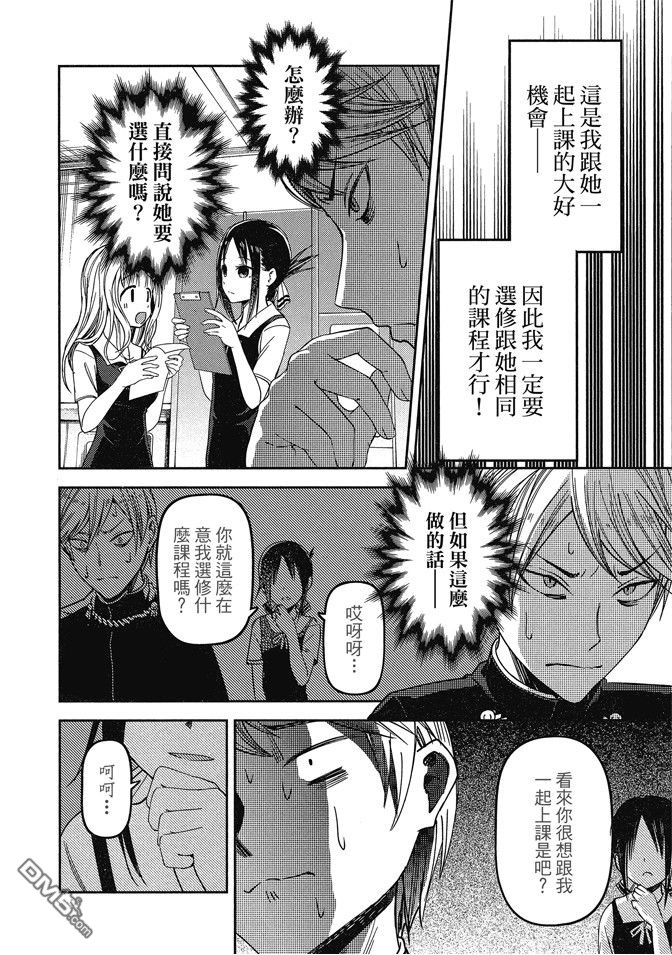 這是我跟她一
起上課的大好
機會——
因此我一定要
選修跟她相同
的課程才行！
怎麼辦？
直接問說她要
選什麼嗎？
但如果這麼
做的話——
哎呀呀…
你就這麼在
意我選修什
麼課程嗎？
看來你很想跟我
一起上課是吧？
呵呵…
DM5.com